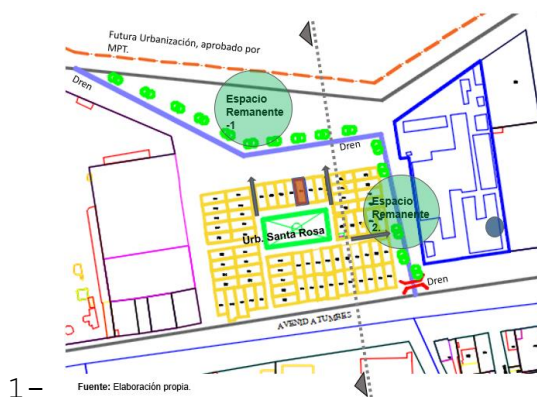 Futura Urbanización, aprobado por
MPT.
Dren
Espacio
Remanente
-1
Dren
Espacio
Remanente
2.
Urb. Santa Rosa
Dren
AVENIDA TUMBES
1-
Fuente: Elaboración propia.